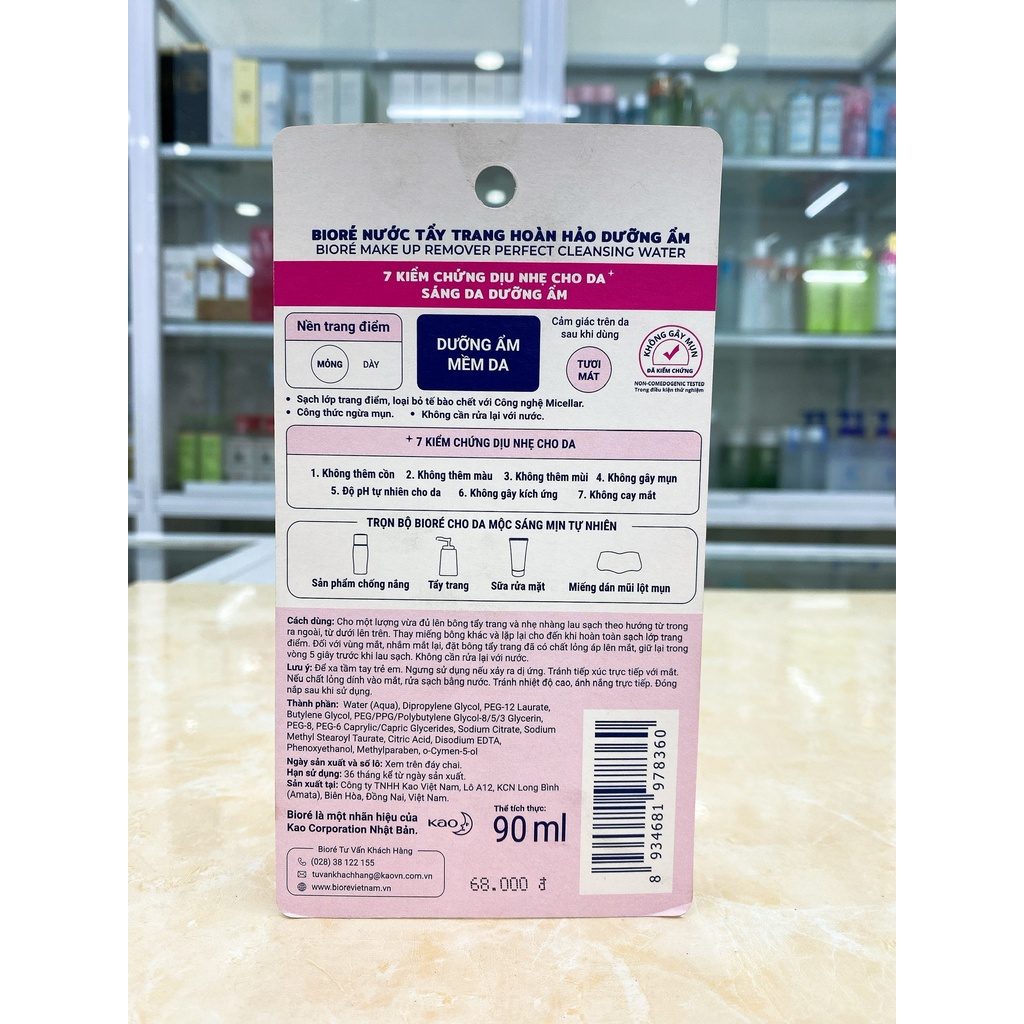 BIORÉ NƯỚC TẨY TRANG HOÀN HẢO DƯỠNG ẨM
BIORÉ MAKE UP REMOVER PERFECT CLEANSING WATER
7 KIỂM CHỨNG DỊU NHẸ CHO DA+
SÁNG DA DƯỠNG ẨM
Nền trang điểm
MỎNG DÀY
DƯỠNG ẨM
MỀM DA
Cảm giác trên da
sau khi dùng
TƯƠI
MÁT
KHÔNG GÂY MỤN
ĐÃ KIỂM CHỨNG
NON-COMEDOGENIC TESTED
Trong điều kiện thử nghiệm
• Sạch lớp trang điểm, loại bỏ tế bào chết với Công nghệ Micellar.
• Công thức ngừa mụn. • Không cần rửa lại với nước.
+ 7 KIỂM CHỨNG DỊU NHẸ CHO DA
1. Không thêm cồn 2. Không thêm màu 3. Không thêm mùi 4. Không gây mụn
5. Độ pH tự nhiên cho da 6. Không gây kích ứng 7. Không cay mắt
TRỌN BỘ BIORÉ CHO DA MỘC SÁNG MỊN TỰ NHIÊN
Sản phẩm chống nắng Tẩy trang Sữa rửa mặt Miếng dán mũi lột mụn
Cách dùng: Cho một lượng vừa đủ lên bông tẩy trang và nhẹ nhàng lau sạch theo hướng từ trong
ra ngoài, từ dưới lên trên. Thay miếng bông khác và lặp lại cho đến khi hoàn toàn sạch lớp trang
điểm. Đối với vùng mắt, nhắm mắt lại, đặt bông tẩy trang đã có chất lỏng áp lên mắt, giữ lại trong
vòng 5 giây trước khi lau sạch. Không cần rửa lại với nước.
Lưu ý: Để xa tầm tay trẻ em. Ngưng sử dụng nếu xảy ra dị ứng. Tránh tiếp xúc trực tiếp với mắt.
Nếu chất lỏng dính vào mắt, rửa sạch bằng nước. Tránh nhiệt độ cao, ánh nắng trực tiếp. Đóng
nắp sau khi sử dụng.
Thành phần: Water (Aqua), Dipropylene Glycol, PEG-12 Laurate,
Butylene Glycol, PEG/PPG/Polybutylene Glycol-8/5/3 Glycerin,
PEG-8, PEG-6 Caprylic/Capric Glycerides, Sodium Citrate, Sodium
Methyl Stearoyl Taurate, Citric Acid, Disodium EDTA,
Phenoxyethanol, Methylparaben, o-Cymen-5-ol
Ngày sản xuất và số lô: Xem trên đáy chai.
Hạn sử dụng: 36 tháng kể từ ngày sản xuất.
Sản xuất tại: Công ty TNHH Kao Việt Nam, Lô A12, KCN Long Bình
(Amata), Biên Hòa, Đồng Nai, Việt Nam.
Bioré là một nhãn hiệu của
Kao Corporation Nhật Bản.
Kao
Thể tích thực:
90 ml
Bioré Tư Vấn Khách Hàng
(028) 38 122 155
tuvankhachhang@kaovn.com.vn
www.biorevietnam.vn
68.000 đ
8 934681 978360